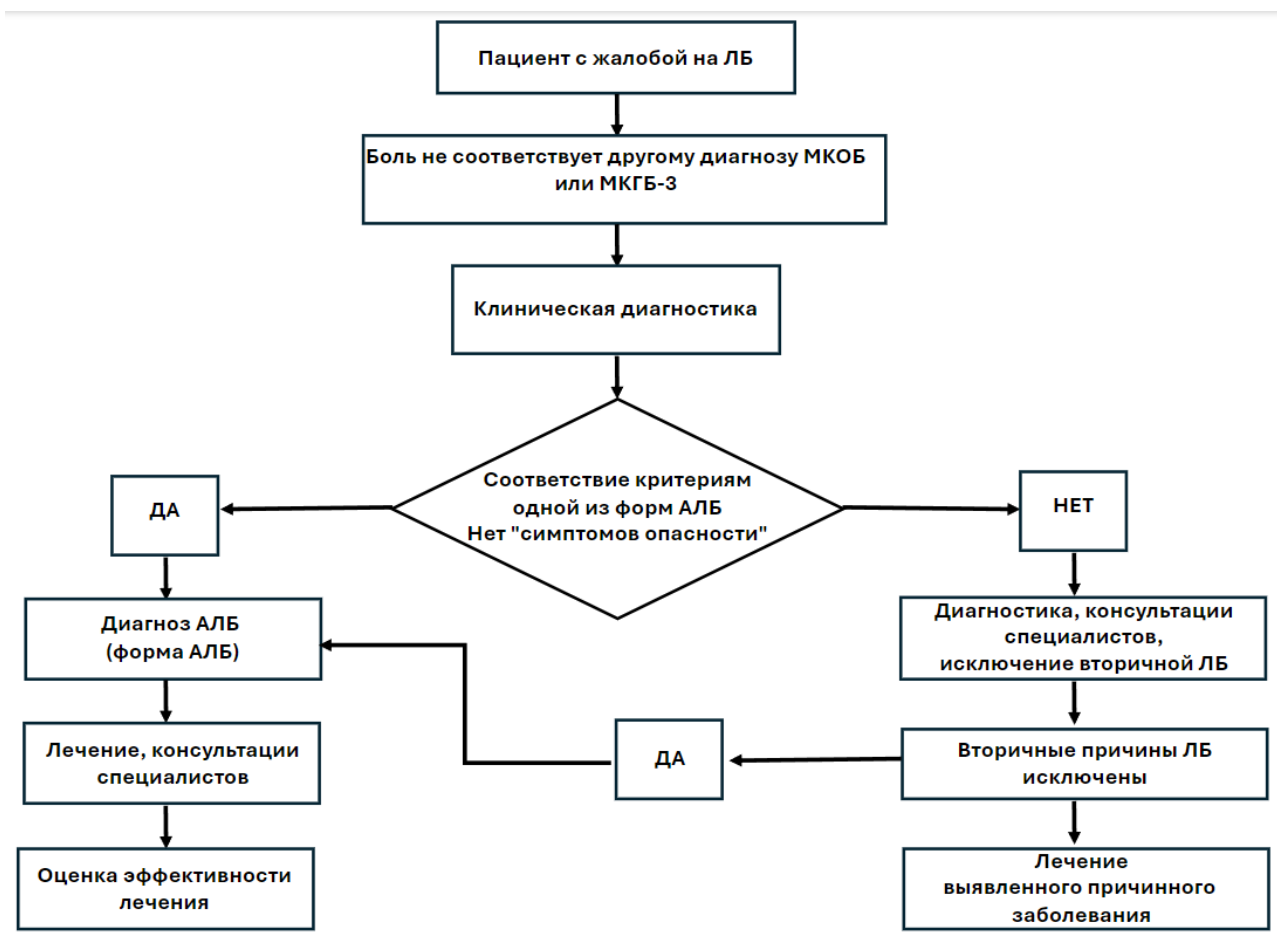 Пациент с жалобой на ЛБ
Боль не соответствует другому диагнозу МКОБ
или МКГБ-3
Клиническая диагностика
Соответствие критериям
одной из форм АЛБ
Нет "симптомов опасности"
ДА
НЕТ
Диагноз АЛБ
(форма АЛБ)
Диагностика, консультации
специалистов,
исключение вторичной ЛБ
Лечение, консультации
специалистов
ДА
Вторичные причины ЛБ
исключены
Оценка эффективности
лечения
Лечение
выявленного причинного
заболевания